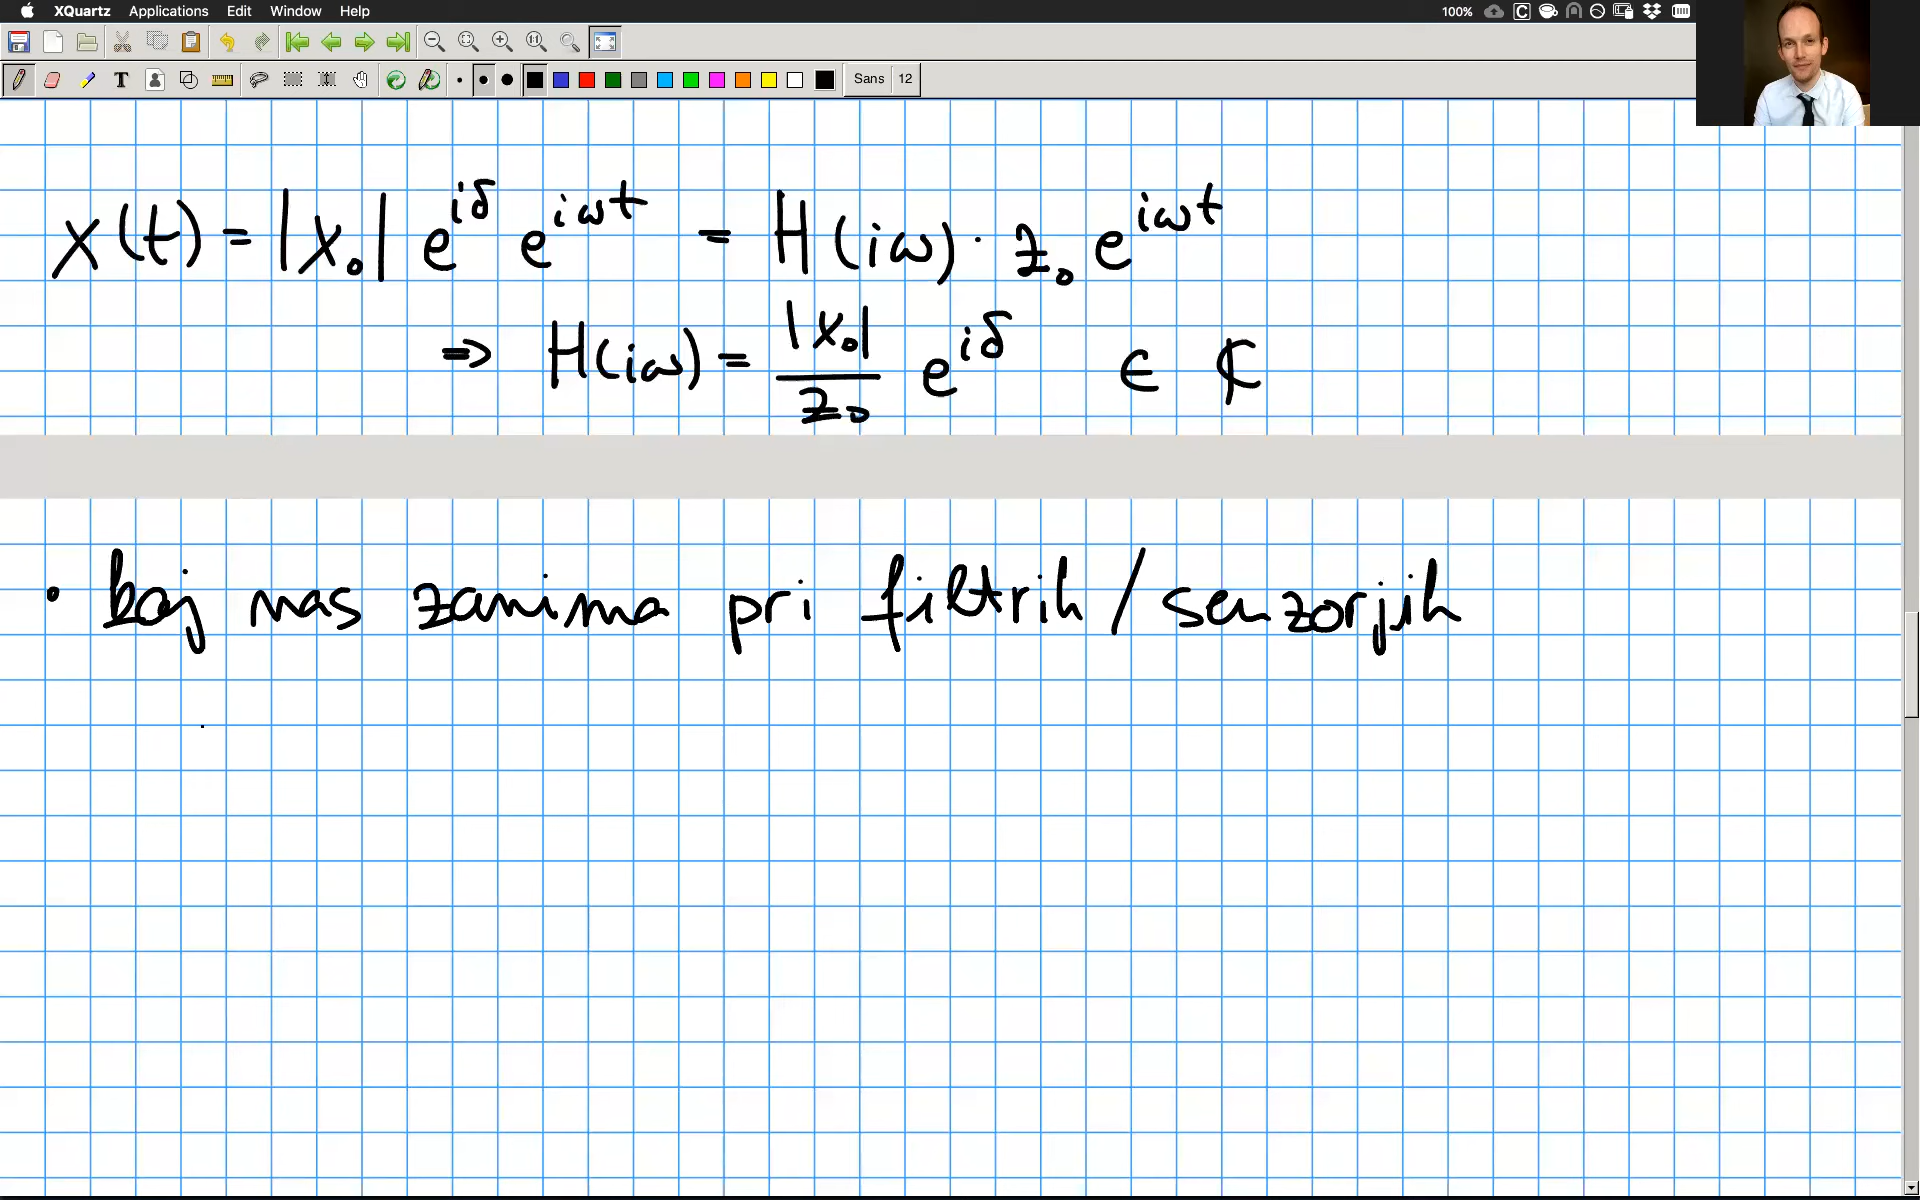 XQuartz Applications Edit Window Help 100%
T Sans 12
x(t) = |x₀| e^{iδ} e^{iωt} = H(iω) · z₀ e^{iωt}
⇒ H(iω) = |x₀| / z₀ e^{iδ} ∈ ℂ
• kaj nas zanima pri filtrih / senzorjih